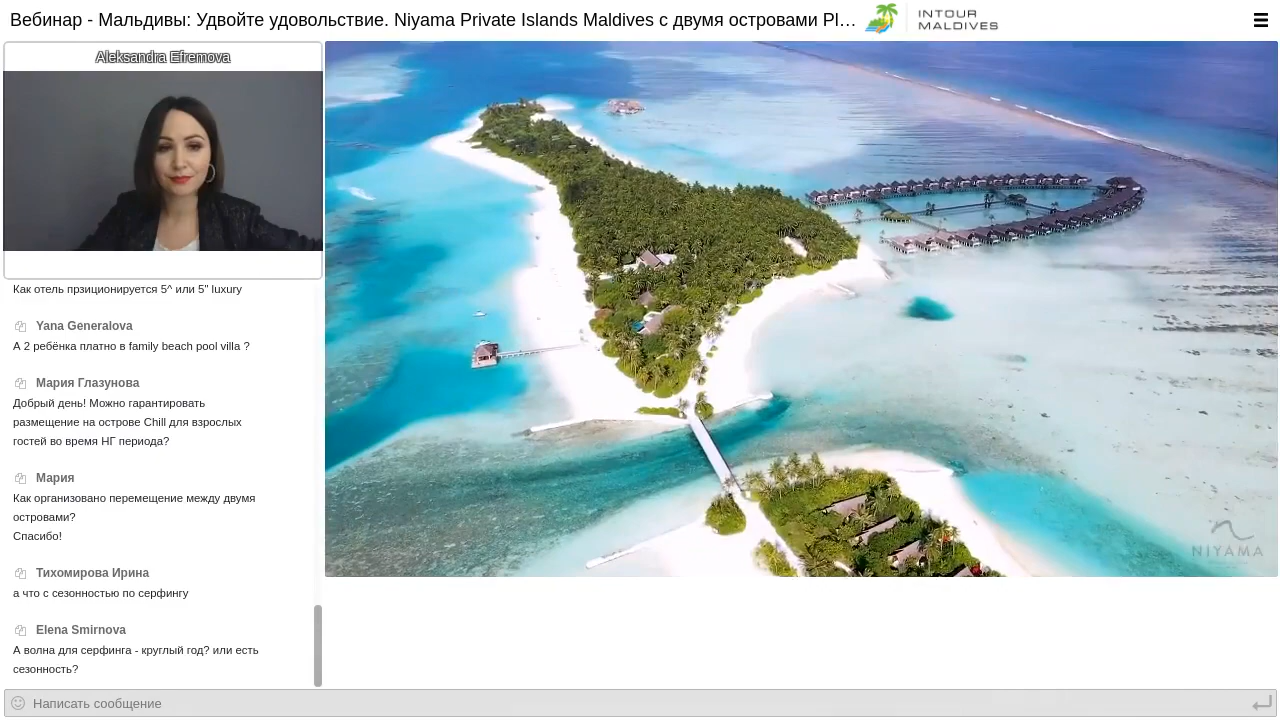 Вебинар - Мальдивы: Удвойте удовольствие. Niyama Private Islands Maldives с двумя островами Pl…
INTOUR
MALDIVES
Aleksandra Efremova
Как отель прзиционируется 5^ или 5" luxury
Yana Generalova
А 2 ребёнка платно в family beach pool villa ?
Мария Глазунова
Добрый день! Можно гарантировать
размещение на острове Chill для взрослых
гостей во время НГ периода?
Мария
Как организовано перемещение между двумя
островами?
Спасибо!
Тихомирова Ирина
а что с сезонностью по серфингу
Elena Smirnova
А волна для серфинга - круглый год? или есть
сезонность?
NIYAMA
Написать сообщение